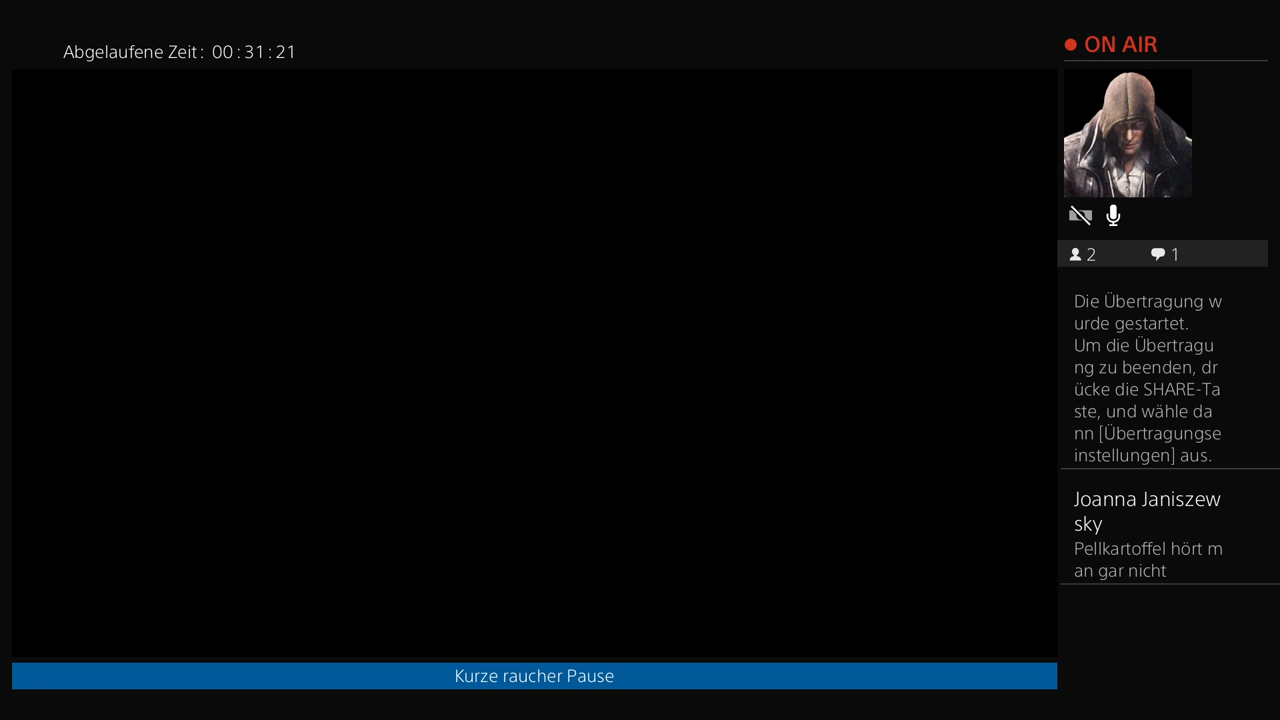 Abgelaufene Zeit: 00:31:21
ON AIR
2 1
Die Übertragung w
urde gestartet.
Um die Übertragu
ng zu beenden, dr
ücke die SHARE-Ta
ste, und wähle da
nn [Übertragungse
instellungen] aus.
Joanna Janiszew
sky
Pellkartoffel hört m
an gar nicht
Kurze raucher Pause